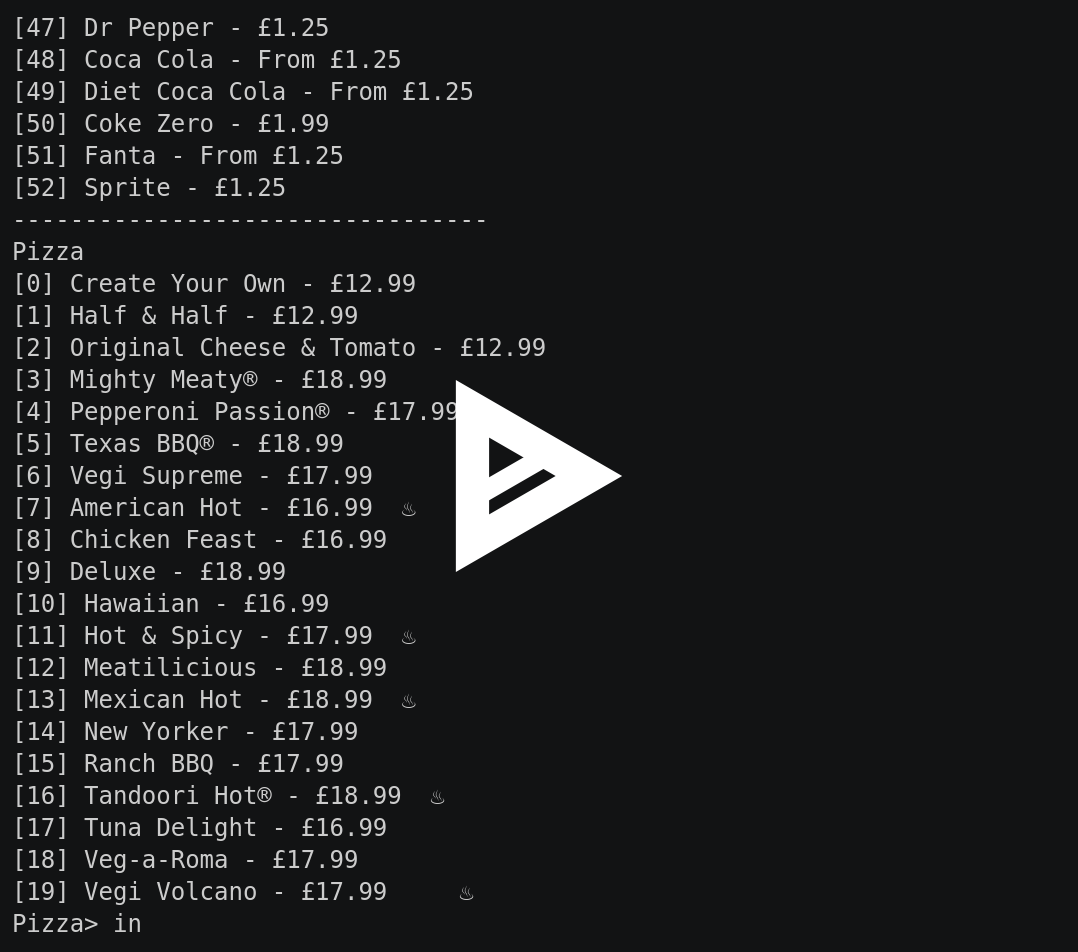 [47] Dr Pepper - £1.25
[48] Coca Cola - From £1.25
[49] Diet Coca Cola - From £1.25
[50] Coke Zero - £1.99
[51] Fanta - From £1.25
[52] Sprite - £1.25
---------------------------------
Pizza
[0] Create Your Own - £12.99
[1] Half & Half - £12.99
[2] Original Cheese & Tomato - £12.99
[3] Mighty Meaty® - £18.99
[4] Pepperoni Passion® - £17.99
[5] Texas BBQ® - £18.99
[6] Vegi Supreme - £17.99
[7] American Hot - £16.99  ♨
[8] Chicken Feast - £16.99
[9] Deluxe - £18.99
[10] Hawaiian - £16.99
[11] Hot & Spicy - £17.99  ♨
[12] Meatilicious - £18.99
[13] Mexican Hot - £18.99  ♨
[14] New Yorker - £17.99
[15] Ranch BBQ - £17.99
[16] Tandoori Hot® - £18.99  ♨
[17] Tuna Delight - £16.99
[18] Veg-a-Roma - £17.99
[19] Vegi Volcano - £17.99     ♨
Pizza> in